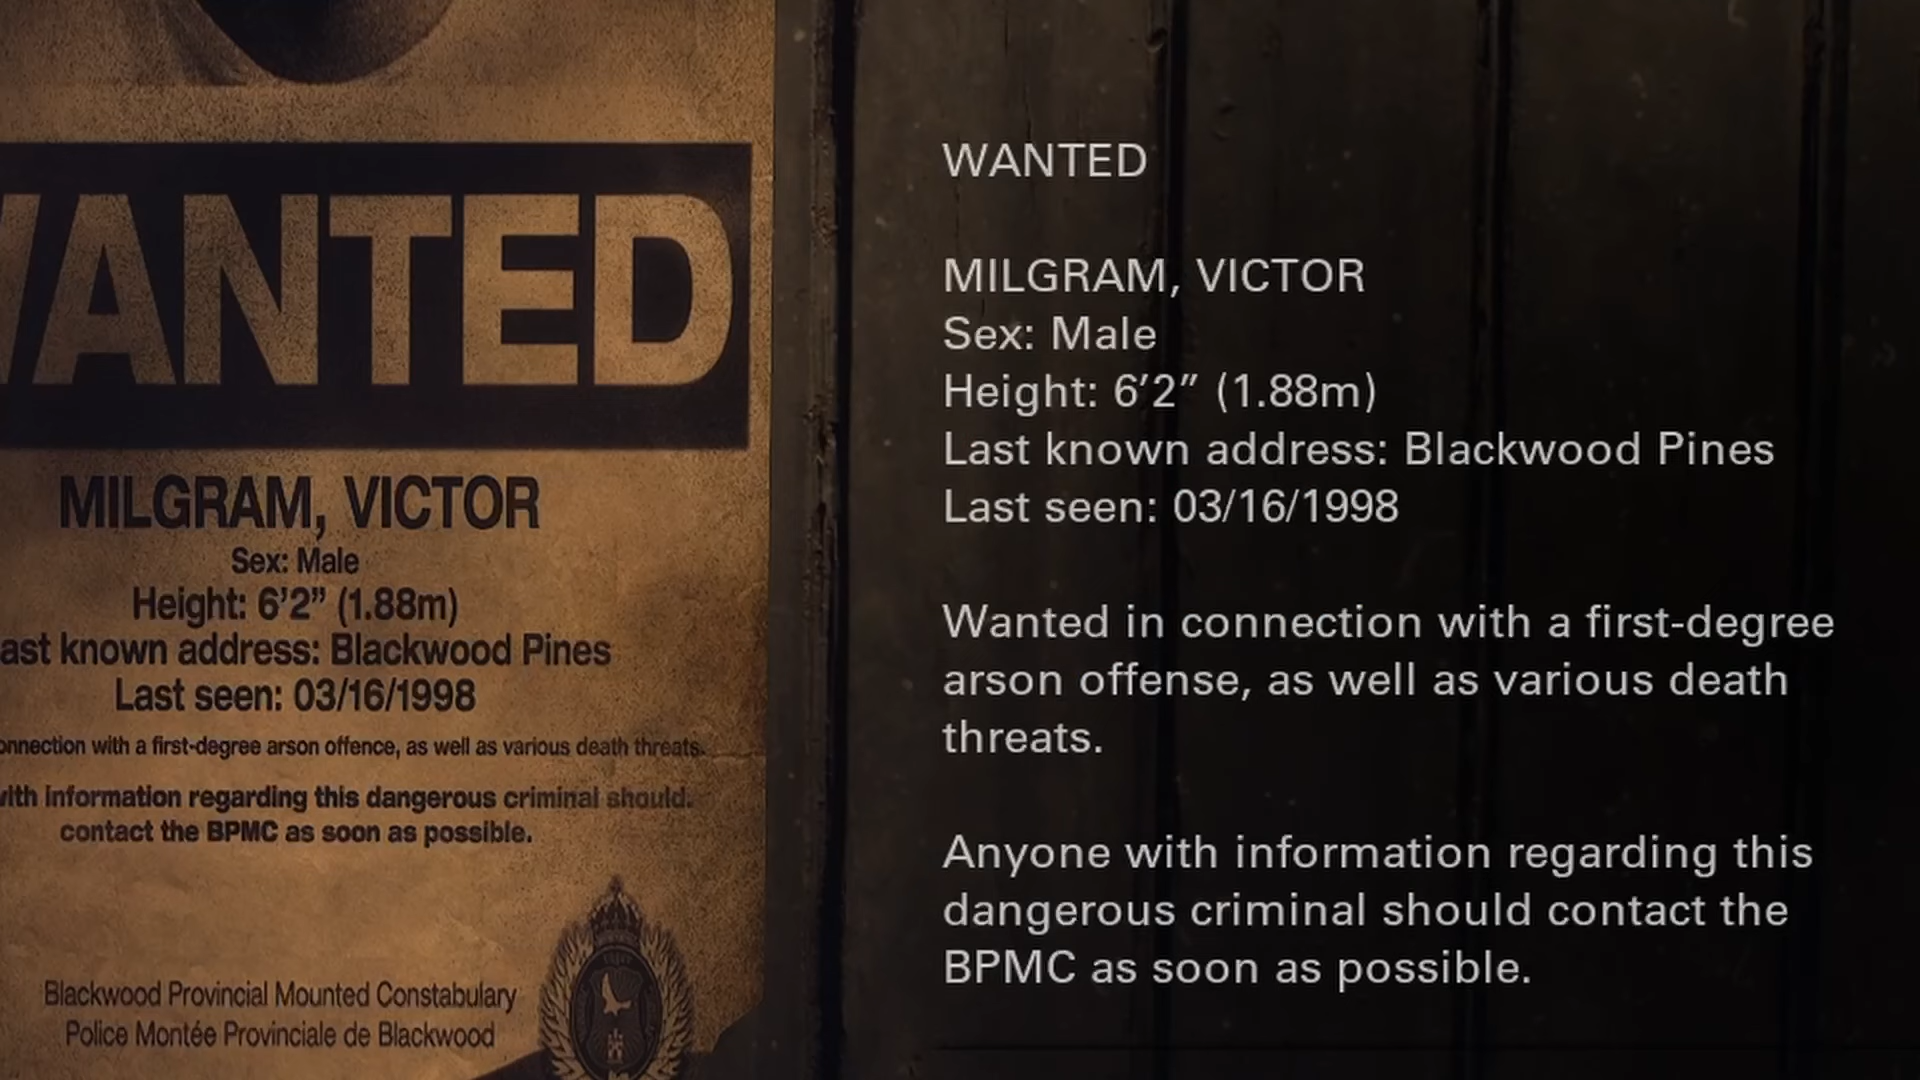 WANTED
MILGRAM, VICTOR
Sex: Male
Height: 6’2” (1.88m)
known address: Blackwood Pines
Last seen: 03/16/1998
with a first-degree arson offence, as well as various death threats.
information regarding this dangerous criminal should.
contact the BPMC as soon as possible.
Blackwood Provincial Mounted Constabulary
Police Montée Provinciale de Blackwood
WANTED
MILGRAM, VICTOR
Sex: Male
Height: 6’2” (1.88m)
Last known address: Blackwood Pines
Last seen: 03/16/1998
Wanted in connection with a first-degree
arson offense, as well as various death
threats.
Anyone with information regarding this
dangerous criminal should contact the
BPMC as soon as possible.